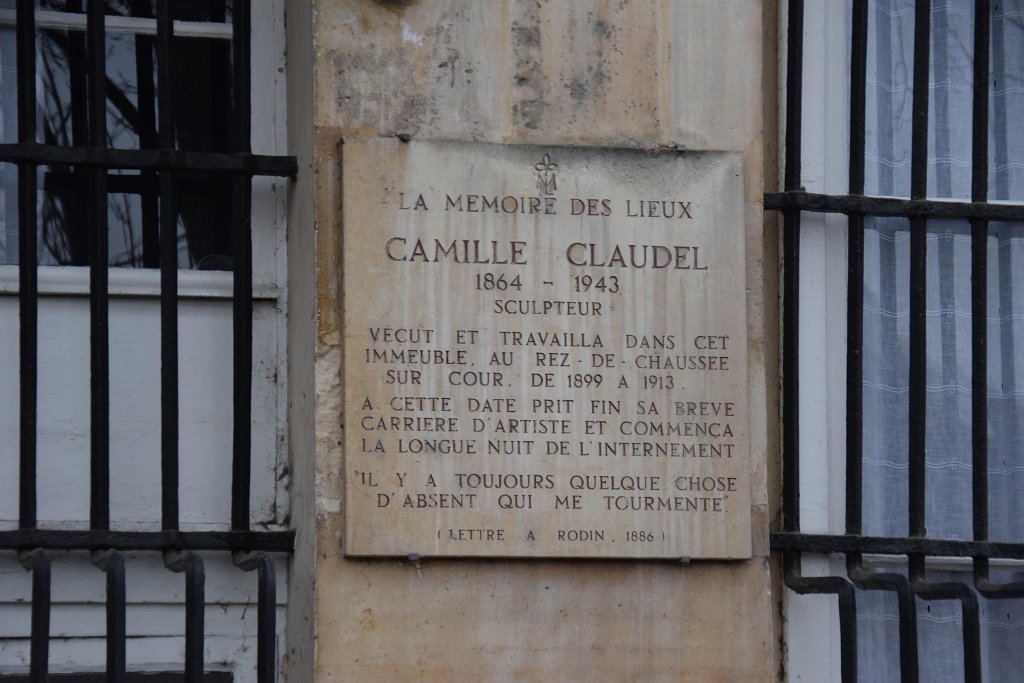 LA MEMOIRE DES LIEUX
CAMILLE CLAUDEL
1864 - 1943
SCULPTEUR
VÉCUT ET TRAVAILLA DANS CET
IMMEUBLE, AU REZ-DE-CHAUSSEE
SUR COUR. DE 1899 A 1913.
A CETTE DATE PRIT FIN SA BREVE
CARRIERE D'ARTISTE ET COMMENÇA
LA LONGUE NUIT DE L'INTERNEMENT
"IL Y A TOUJOURS QUELQUE CHOSE
D'ABSENT QUI ME TOURMENTE"
(LETTRE A RODIN, 1886)